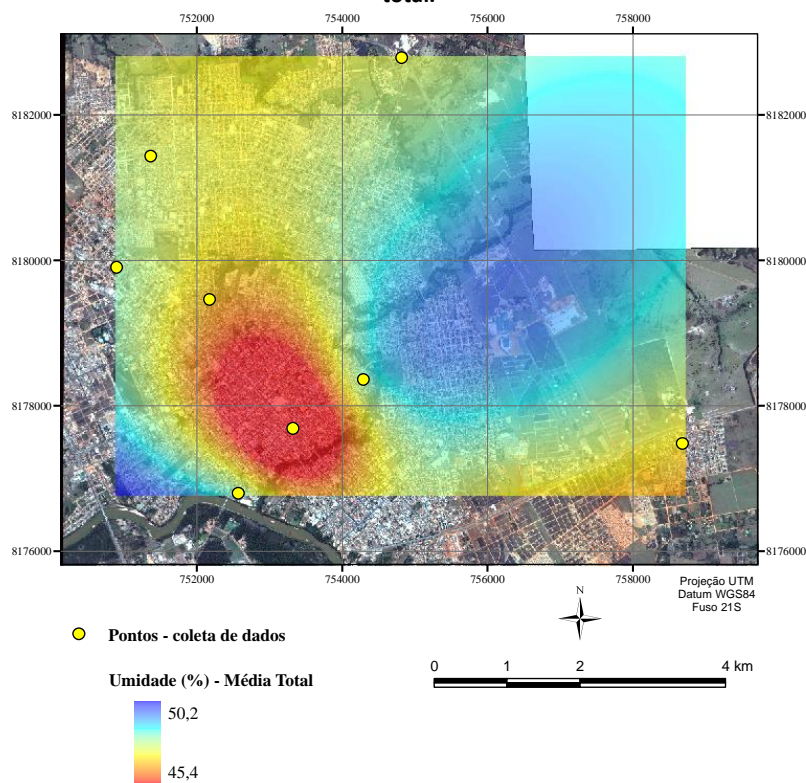 total.
752000 754000 756000 758000
8182000 8182000
8180000 8180000
8178000 8178000
8176000 8176000
752000 754000 756000 758000
Projeção UTM
Datum WGS84
Fuso 21S
N
Pontos - coleta de dados
0 1 2 4 km
Umidade (%) - Média Total
50,2
45,4